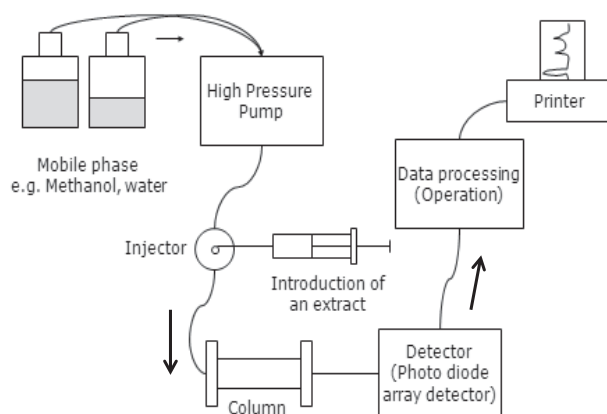 High Pressure
Pump
Printer
Mobile phase
e.g. Methanol, water
Data processing
(Operation)
Injector
Introduction of
an extract
Detector
(Photo diode
array detector)
Column